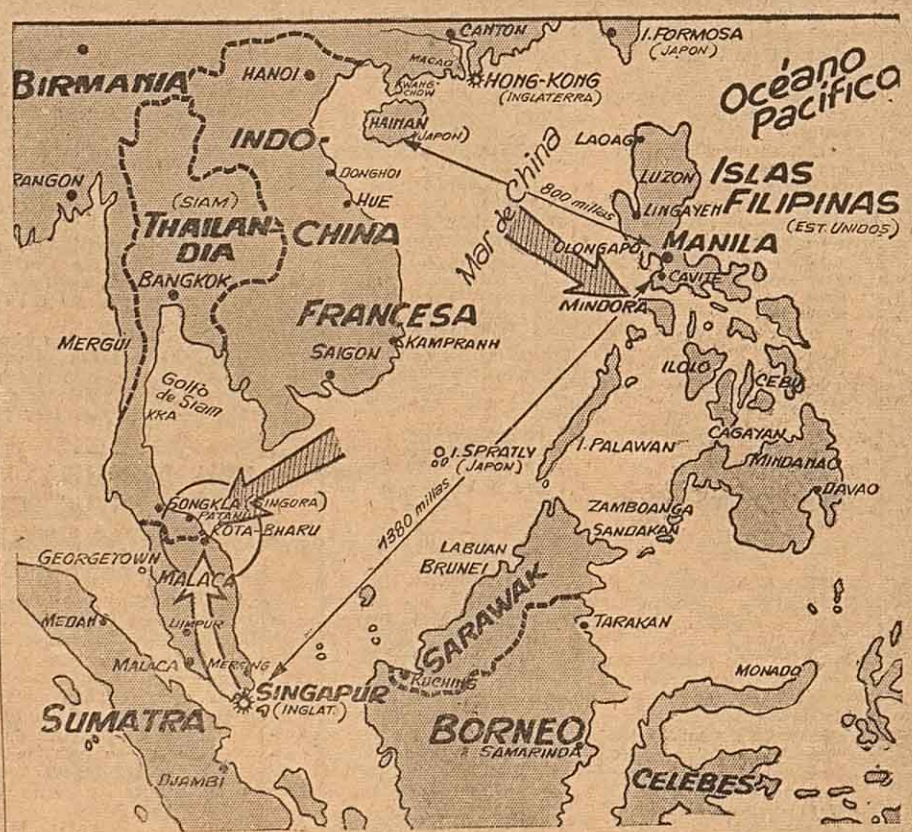 CANTON
I. FORMOSA
(JAPON)
MACAO
BIRMANIA
HANOI
KWANG-
CHOW
HONG-KONG
(INGLATERRA)
Océano
Pacífico
HAINAN
(JAPON)
INDO
LAOAG
DONGHOI
China
800 millas
LUZON
ISLAS
RANGON
(SIAM)
HUE
LINGAYEN
FILIPINAS
(EST. UNIDOS)
THAILAN-
DIA
CHINA
Mar de
OLONGAPO
MANILA
BANGKOK
CAVITE
FRANCESA
MINDORA
MERGUI
KAMPRANH
SAIGON
ILOILO
CEBU
Golfo
de Siam
KRA
CAGAYAN
I. SPRATLY
(JAPON)
I. PALAWAN
MINDANAO
DAVAO
SONGKLA (SINGORA)
PATANI
KOTA-BHARU
1380 millas
ZAMBOANGA
SANDAKAN
GEORGETOWN
LABUAN
BRUNEI
MALACA
SARAWAK
MEDAN
LUMPUR
TARAKAN
MALACA
MERSING
KUCHING
MONADO
SINGAPUR
(INGLAT.)
SUMATRA
BORNEO
SAMARINDA
DJAMBI
CELEBES